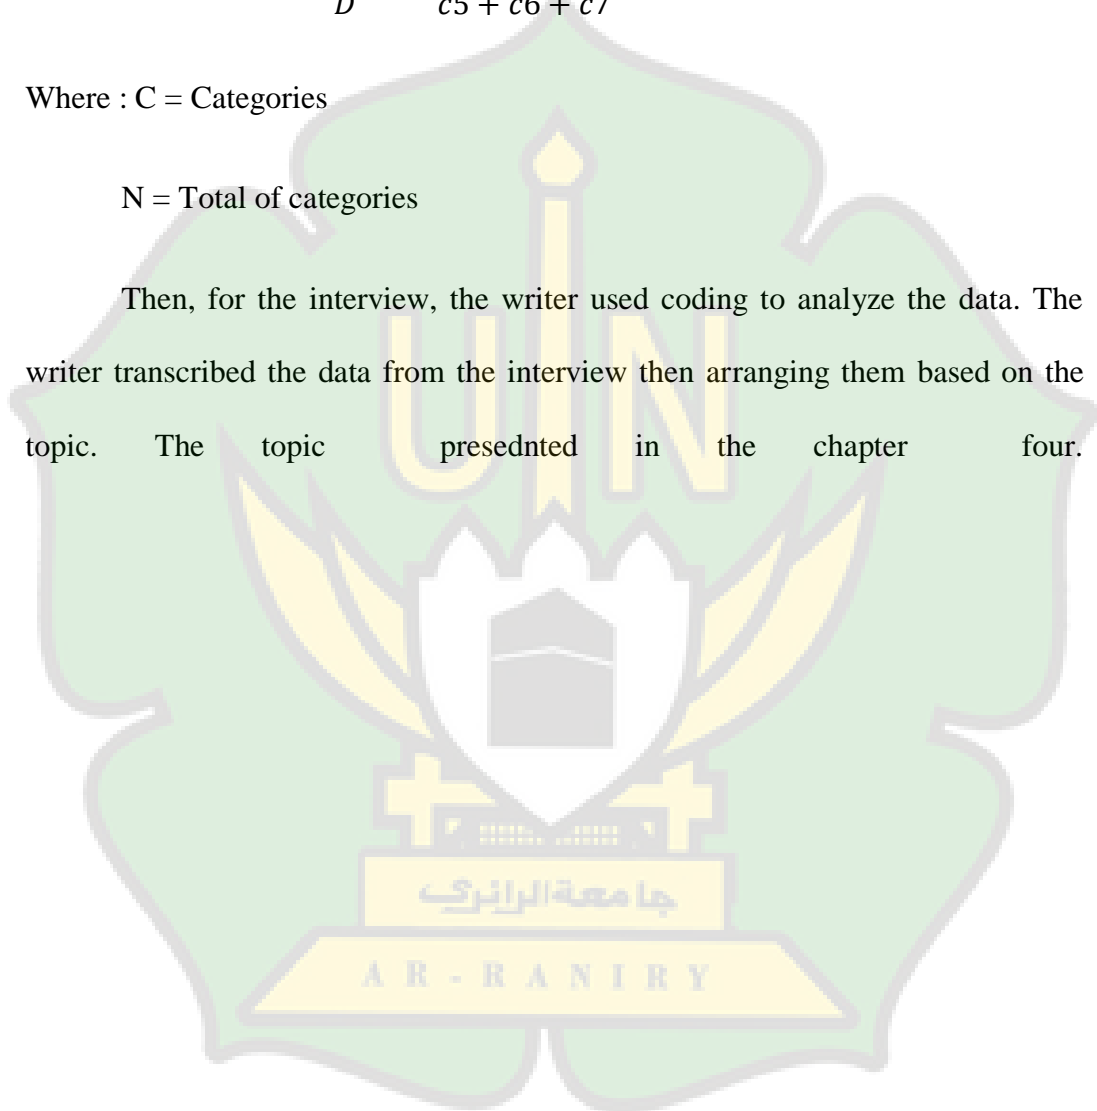 D c5 + c6 + c7
Where : C = Categories
N = Total of categories
Then, for the interview, the writer used coding to analyze the data. The
writer transcribed the data from the interview then arranging them based on the
topic. The topic presednted in the chapter four.
UIN
جامعة الرانري
AR-RANIRY